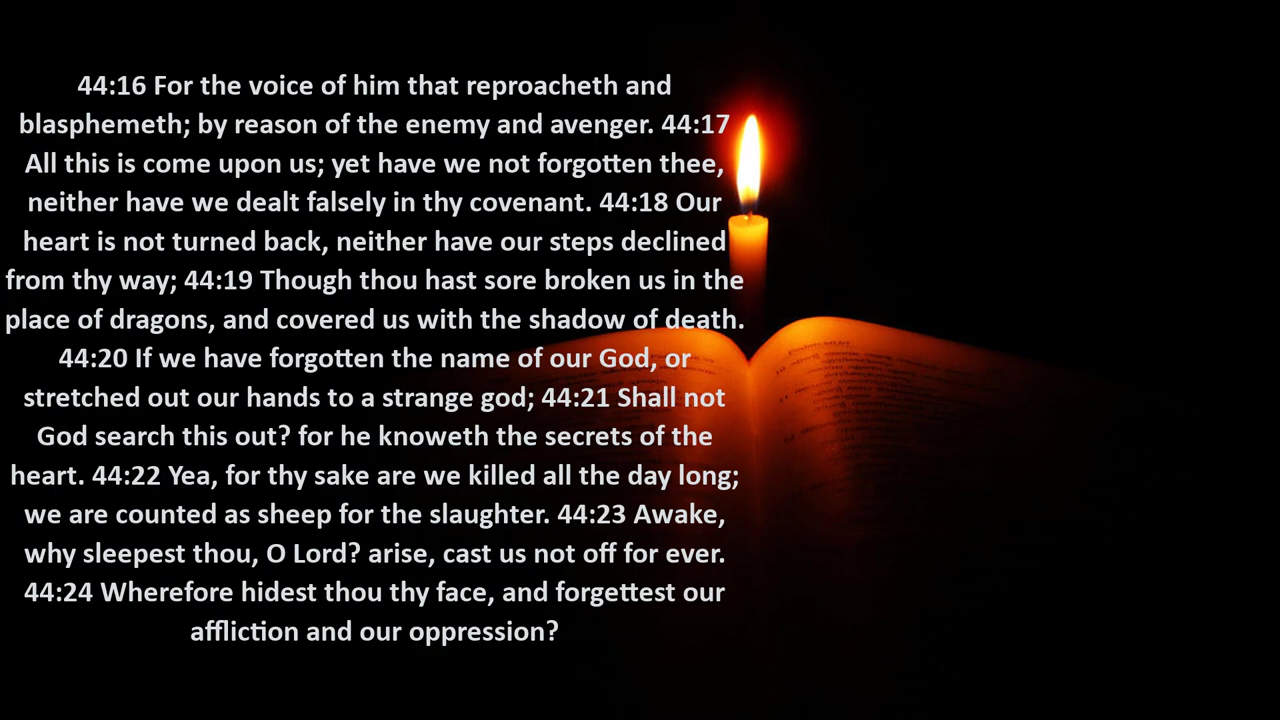 44:16 For the voice of him that reproacheth and
blasphemeth; by reason of the enemy and avenger. 44:17
All this is come upon us; yet have we not forgotten thee,
neither have we dealt falsely in thy covenant. 44:18 Our
heart is not turned back, neither have our steps declined
from thy way; 44:19 Though thou hast sore broken us in the
place of dragons, and covered us with the shadow of death.
44:20 If we have forgotten the name of our God, or
stretched out our hands to a strange god; 44:21 Shall not
God search this out? for he knoweth the secrets of the
heart. 44:22 Yea, for thy sake are we killed all the day long;
we are counted as sheep for the slaughter. 44:23 Awake,
why sleepest thou, O Lord? arise, cast us not off for ever.
44:24 Wherefore hidest thou thy face, and forgettest our
affliction and our oppression?